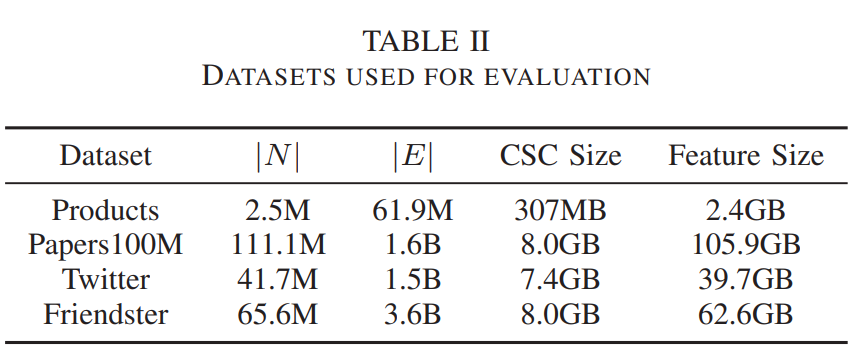 TABLE II
DATASETS USED FOR EVALUATION
Dataset |N| |E| CSC Size Feature Size
Products 2.5M 61.9M 307MB 2.4GB
Papers100M 111.1M 1.6B 8.0GB 105.9GB
Twitter 41.7M 1.5B 7.4GB 39.7GB
Friendster 65.6M 3.6B 8.0GB 62.6GB